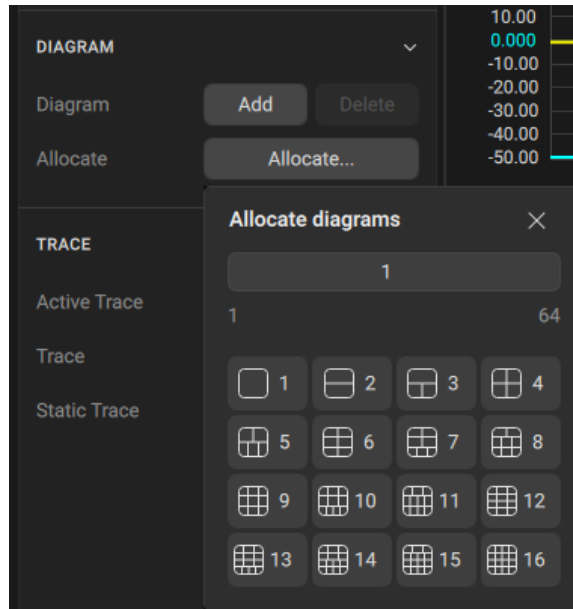 DIAGRAM
Diagram
Add
Delete
Allocate
Allocate...
10.00
0.000
-10.00
-20.00
-30.00
-40.00
-50.00
TRACE
Active Trace
Trace
Static Trace
Allocate diagrams
1
1 64
1 2 3 4
5 6 7 8
9 10 11 12
13 14 15 16